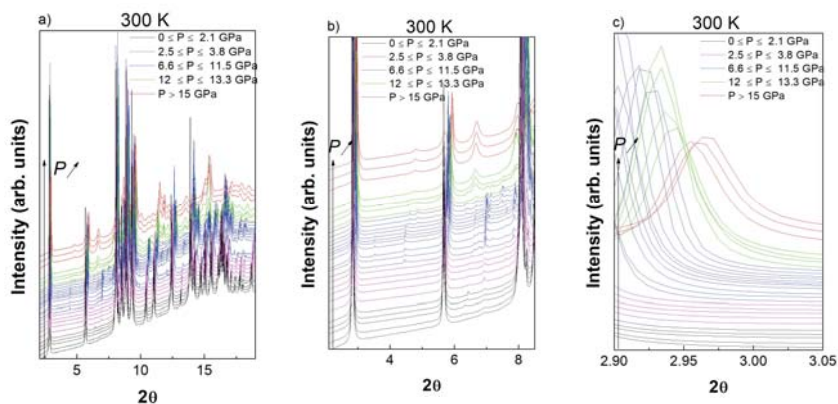 a)
300 K
0 ≤ P ≤ 2.1 GPa
2.5 ≤ P ≤ 3.8 GPa
6.6 ≤ P ≤ 11.5 GPa
12 ≤ P ≤ 13.3 GPa
P > 15 GPa
P
Intensity (arb. units)
5 10 15
2θ
b)
300 K
0 ≤ P ≤ 2.1 GPa
2.5 ≤ P ≤ 3.8 GPa
6.6 ≤ P ≤ 11.5 GPa
12 ≤ P ≤ 13.3 GPa
P > 15 GPa
P
Intensity (arb. units)
4 6 8
2θ
c)
300 K
0 ≤ P ≤ 2.1 GPa
2.5 ≤ P ≤ 3.8 GPa
6.6 ≤ P ≤ 11.5 GPa
12 ≤ P ≤ 13.3 GPa
P > 15 GPa
P
Intensity (arb. units)
2.90 2.95 3.00 3.05
2θ